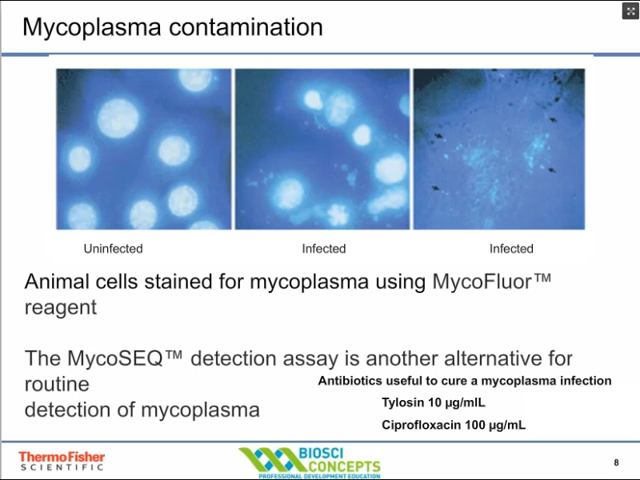 Mycoplasma contamination
Uninfected
Infected
Infected
Animal cells stained for mycoplasma using MycoFluor™
reagent
The MycoSEQ™ detection assay is another alternative for
routine
detection of mycoplasma
Antibiotics useful to cure a mycoplasma infection
Tylosin 10 µg/mlL
Ciprofloxacin 100 µg/mL
ThermoFisher
SCIENTIFIC
BIOSCI
CONCEPTS
PROFESSIONAL DEVELOPMENT EDUCATION
8